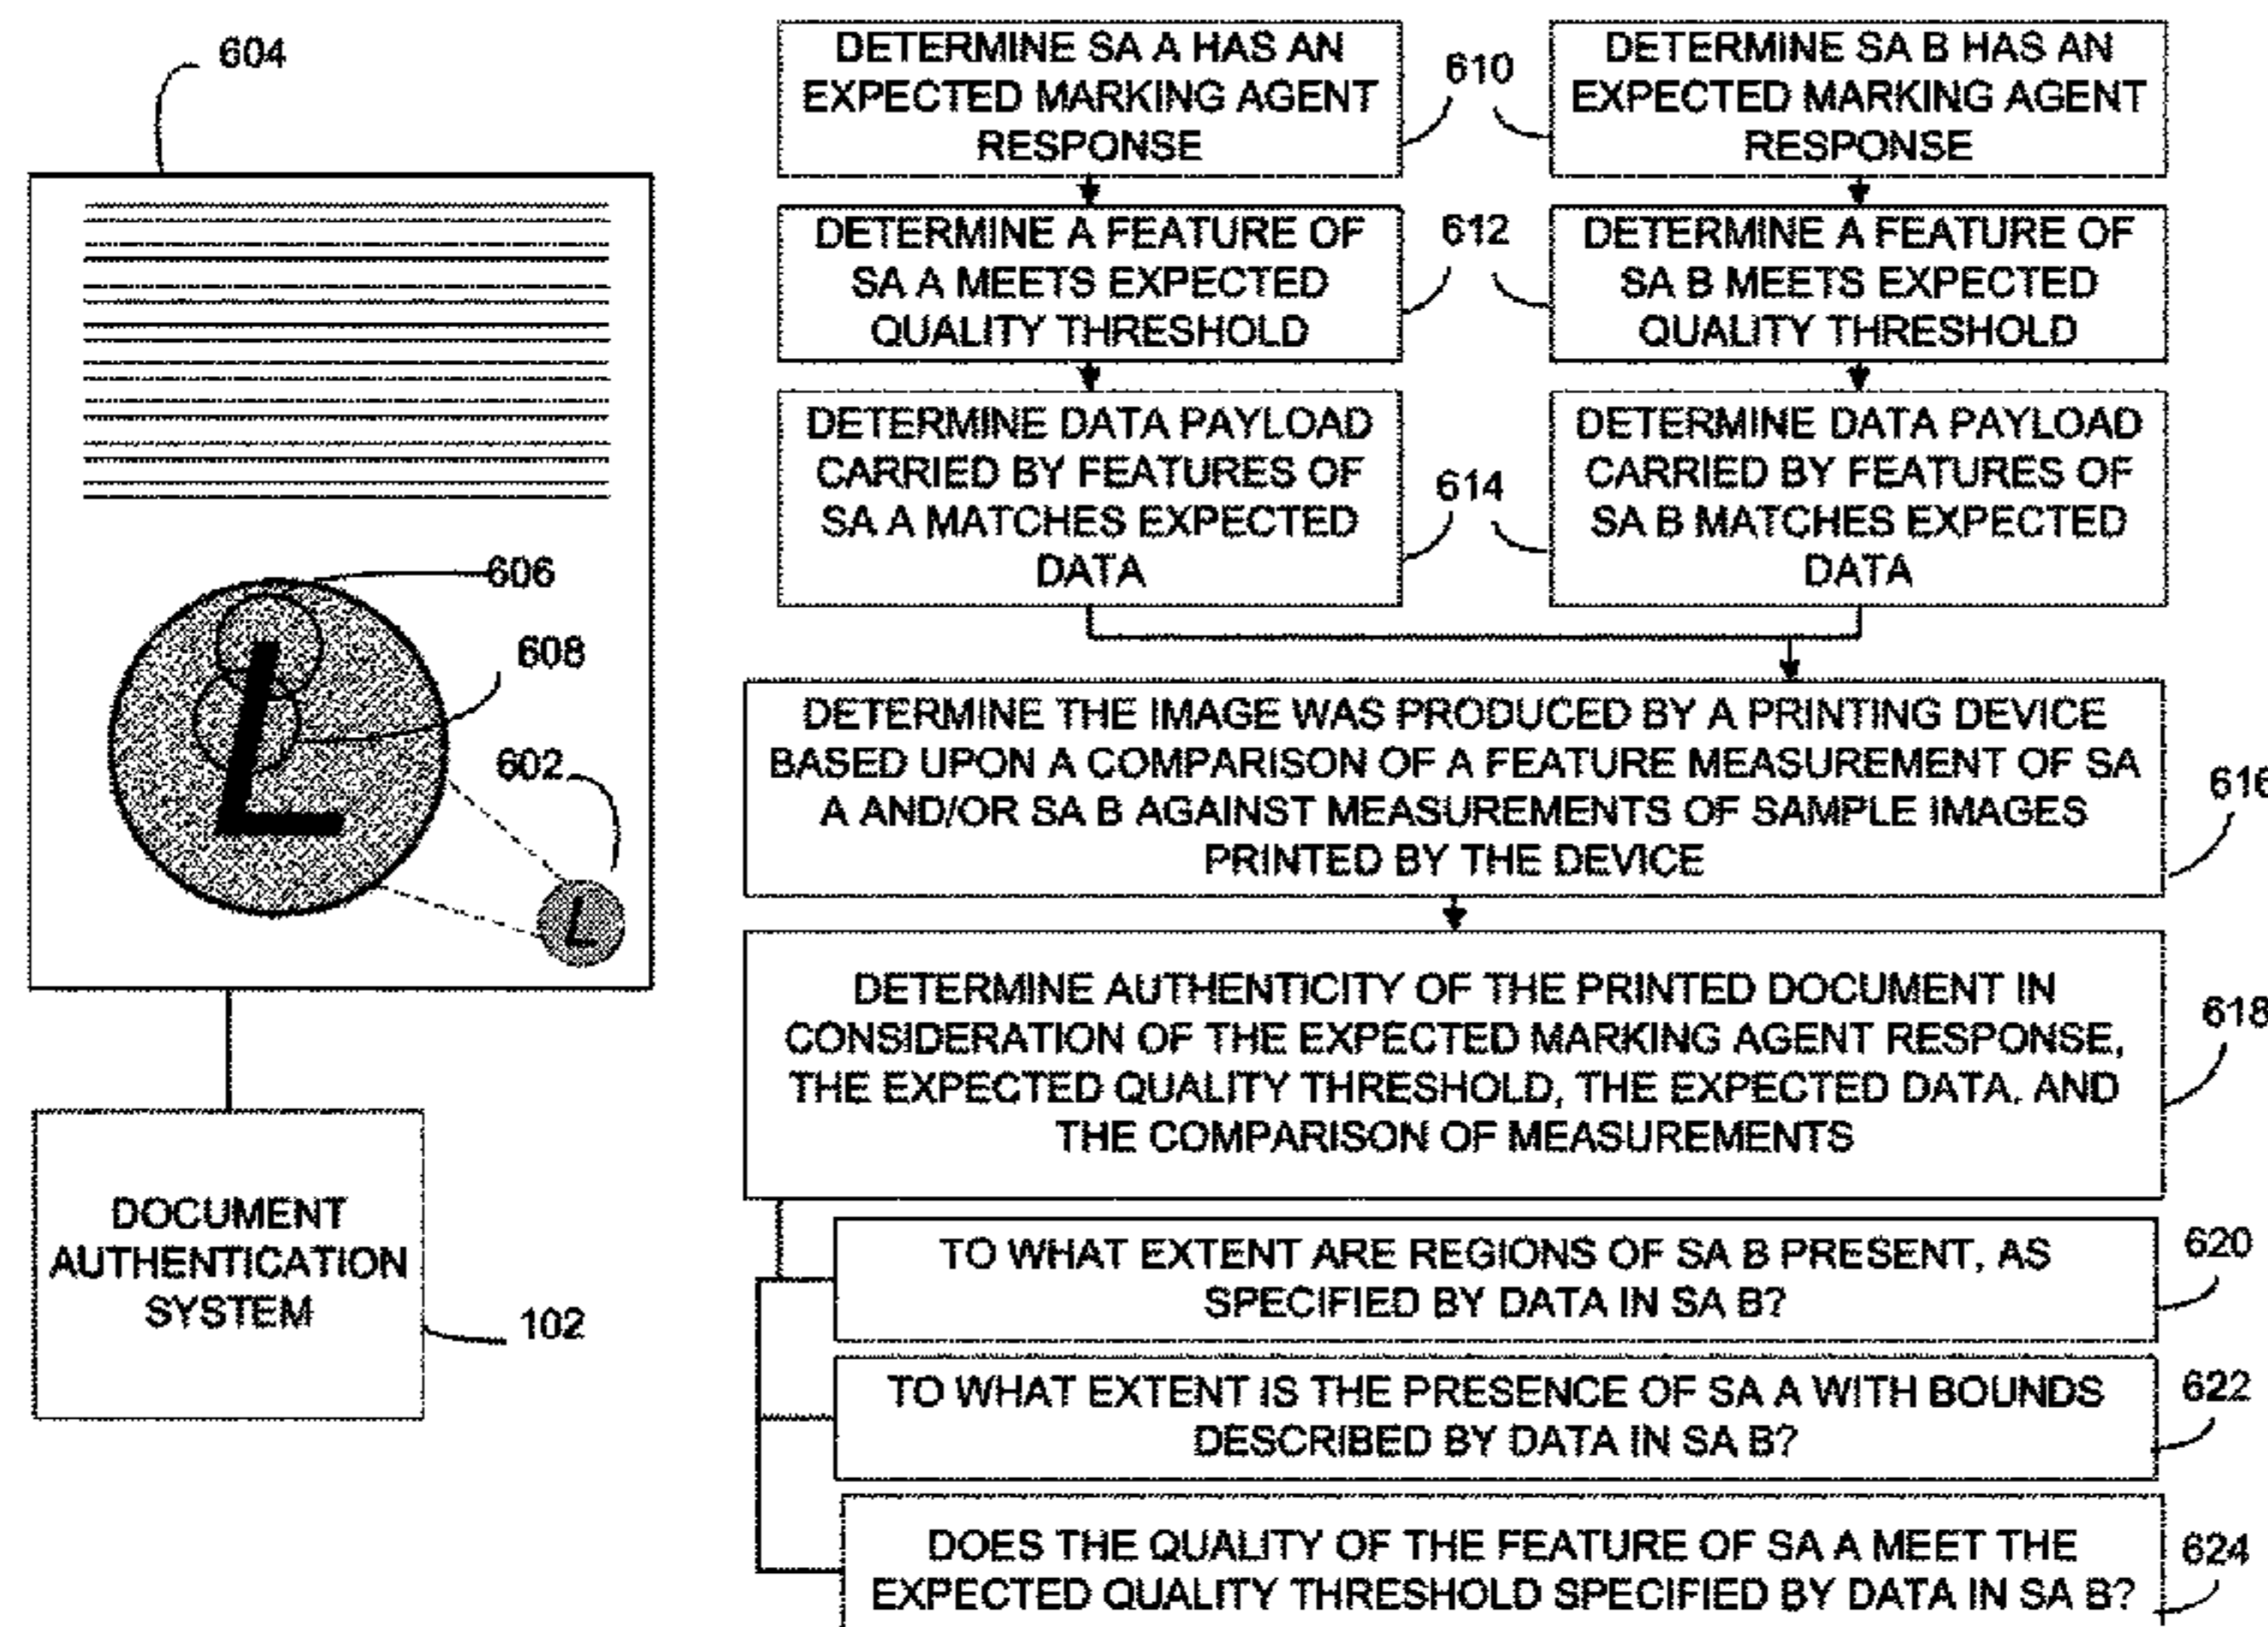 604
606
608
602
L
L
DOCUMENT
AUTHENTICATION
SYSTEM
102
DETERMINE SA A HAS AN
EXPECTED MARKING AGENT
RESPONSE
610
DETERMINE SA B HAS AN
EXPECTED MARKING AGENT
RESPONSE
DETERMINE A FEATURE OF
SA A MEETS EXPECTED
QUALITY THRESHOLD
612
DETERMINE A FEATURE OF
SA B MEETS EXPECTED
QUALITY THRESHOLD
DETERMINE DATA PAYLOAD
CARRIED BY FEATURES OF
SA A MATCHES EXPECTED
DATA
614
DETERMINE DATA PAYLOAD
CARRIED BY FEATURES OF
SA B MATCHES EXPECTED
DATA
DETERMINE THE IMAGE WAS PRODUCED BY A PRINTING DEVICE
BASED UPON A COMPARISON OF A FEATURE MEASUREMENT OF SA
A AND/OR SA B AGAINST MEASUREMENTS OF SAMPLE IMAGES
PRINTED BY THE DEVICE
616
DETERMINE AUTHENTICITY OF THE PRINTED DOCUMENT IN
CONSIDERATION OF THE EXPECTED MARKING AGENT RESPONSE,
THE EXPECTED QUALITY THRESHOLD, THE EXPECTED DATA, AND
THE COMPARISON OF MEASUREMENTS
618
TO WHAT EXTENT ARE REGIONS OF SA B PRESENT, AS
SPECIFIED BY DATA IN SA B?
620
TO WHAT EXTENT IS THE PRESENCE OF SA A WITH BOUNDS
DESCRIBED BY DATA IN SA B?
622
DOES THE QUALITY OF THE FEATURE OF SA A MEET THE
EXPECTED QUALITY THRESHOLD SPECIFIED BY DATA IN SA B?
624